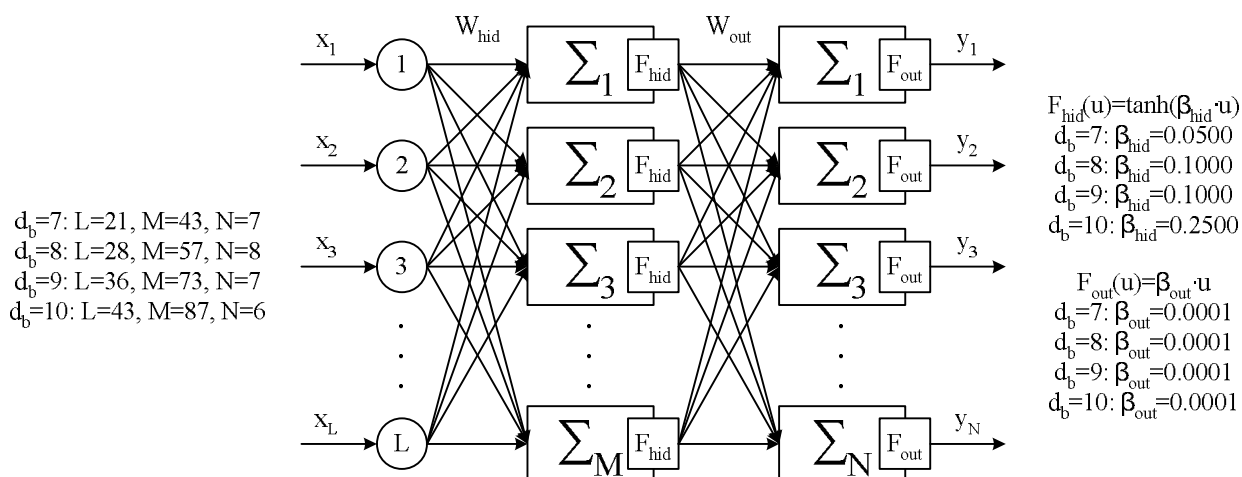 d_b=7: L=21, M=43, N=7
d_b=8: L=28, M=57, N=8
d_b=9: L=36, M=73, N=7
d_b=10: L=43, M=87, N=6
W_hid W_out
x_1 1 Σ_1 F_hid Σ_1 F_out y_1
x_2 2 Σ_2 F_hid Σ_2 F_out y_2
x_3 3 Σ_3 F_hid Σ_3 F_out y_3
x_L L Σ_M F_hid Σ_N F_out y_N
F_hid(u)=tanh(β_hid·u)
d_b=7: β_hid=0.0500
d_b=8: β_hid=0.1000
d_b=9: β_hid=0.1000
d_b=10: β_hid=0.2500
F_out(u)=β_out·u
d_b=7: β_out=0.0001
d_b=8: β_out=0.0001
d_b=9: β_out=0.0001
d_b=10: β_out=0.0001